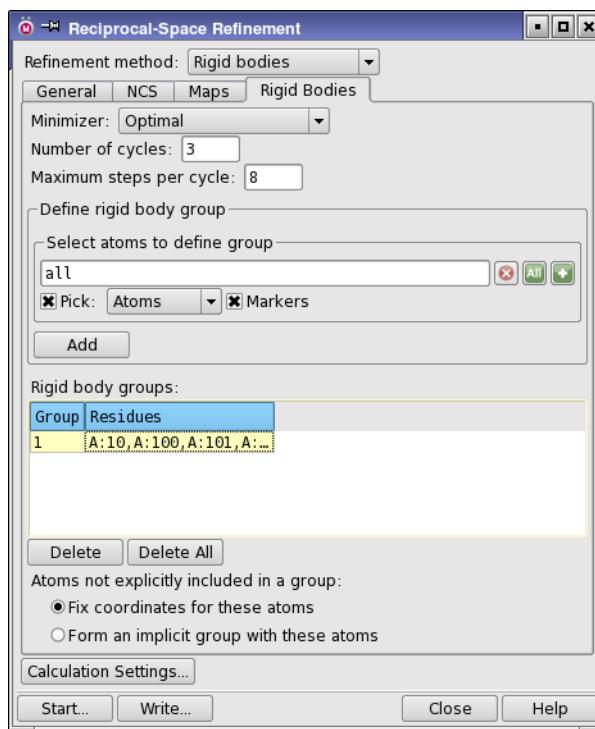 Reciprocal-Space Refinement
Refinement method: Rigid bodies
General NCS Maps Rigid Bodies
Minimizer: Optimal
Number of cycles: 3
Maximum steps per cycle: 8
Define rigid body group
Select atoms to define group
all
All
Pick: Atoms Markers
Add
Rigid body groups:
Group Residues
1 A:10,A:100,A:101,A:…
Delete Delete All
Atoms not explicitly included in a group:
Fix coordinates for these atoms
Form an implicit group with these atoms
Calculation Settings...
Start... Write... Close Help